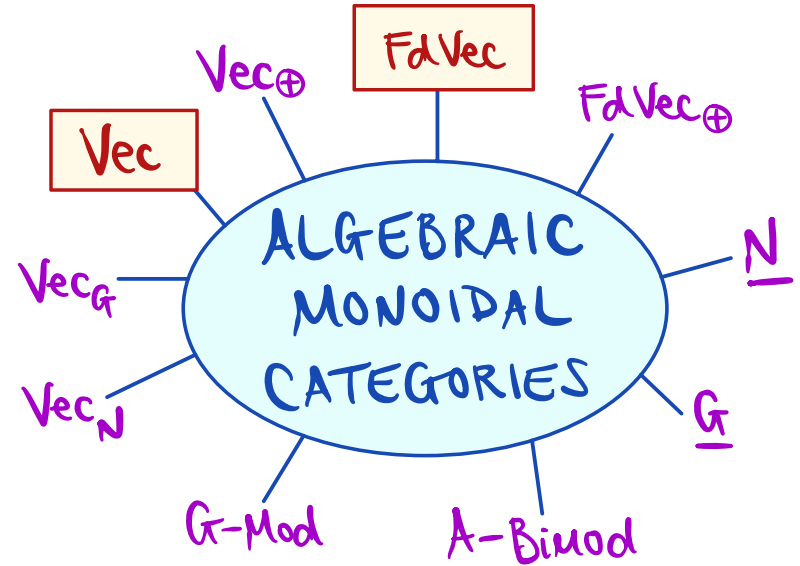 FdVec
Vec⊕
FdVec⊕
Vec
ALGEBRAIC
MONOIDAL
CATEGORIES
N
Vec_G
Vec_N
G
G-Mod
A-Bimod